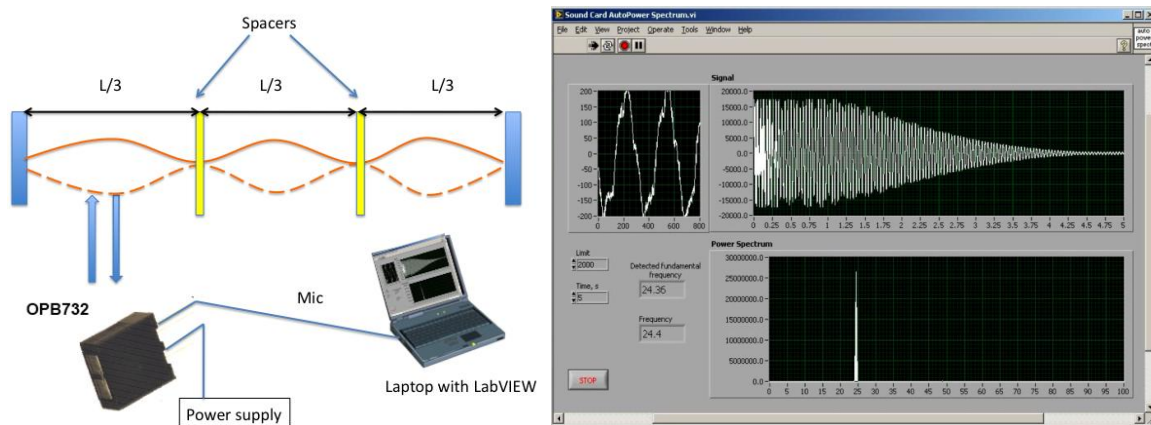 Spacers
L/3
L/3
L/3
OPB732
Mic
Laptop with LabVIEW
Power supply
Sound Card AutoPower Spectrum.vi
File Edit View Project Operate Tools Window Help
auto
power
spect
Signal
200
150
100
50
0
-50
-100
-150
-200
0 200 400 600 800
20000.0
15000.0
10000.0
5000.0
0.0
-5000.0
-10000.0
-15000.0
-20000.0
0 0.25 0.5 0.75 1 1.25 1.5 1.75 2 2.25 2.5 2.75 3 3.25 3.5 3.75 4 4.25 4.5 4.75 5
Limit
2000
Time, s
5
Detected fundamental
frequency
24.36
Frequency
24.4
STOP
Power Spectrum
30000000.0
25000000.0
20000000.0
15000000.0
10000000.0
5000000.0
0.0
0 5 10 15 20 25 30 35 40 45 50 55 60 65 70 75 80 85 90 95 100